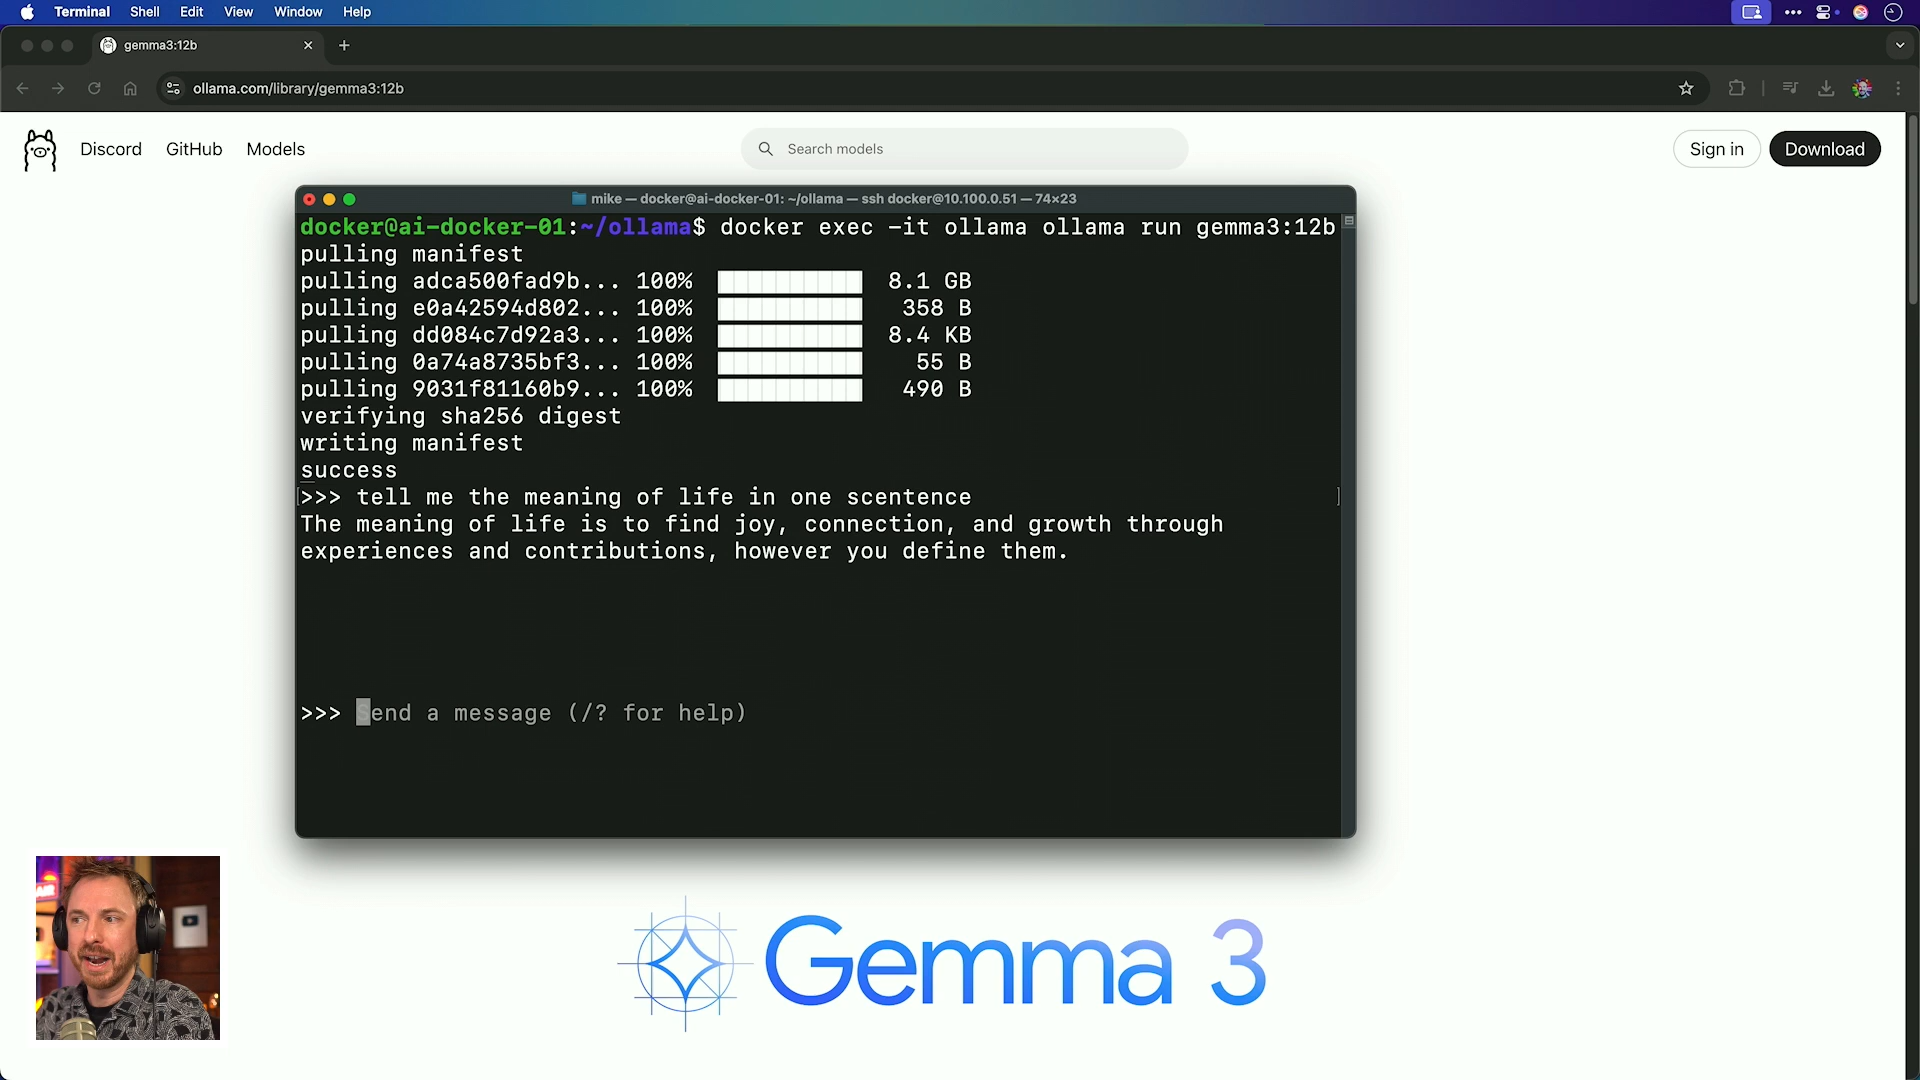 Terminal Shell Edit View Window Help
gemma3:12b
ollama.com/library/gemma3:12b
Discord GitHub Models
Search models
Sign in
Download
mike — docker@ai-docker-01: ~/ollama — ssh docker@10.100.0.51 — 74×23
docker@ai-docker-01:~/ollama$ docker exec -it ollama ollama run gemma3:12b
pulling manifest
pulling adca500fad9b... 100% 8.1 GB
pulling e0a42594d802... 100% 358 B
pulling dd084c7d92a3... 100% 8.4 KB
pulling 0a74a8735bf3... 100% 55 B
pulling 9031f81160b9... 100% 490 B
verifying sha256 digest
writing manifest
success
>>> tell me the meaning of life in one scentence
The meaning of life is to find joy, connection, and growth through
experiences and contributions, however you define them.
>>> Send a message (/? for help)
Gemma 3